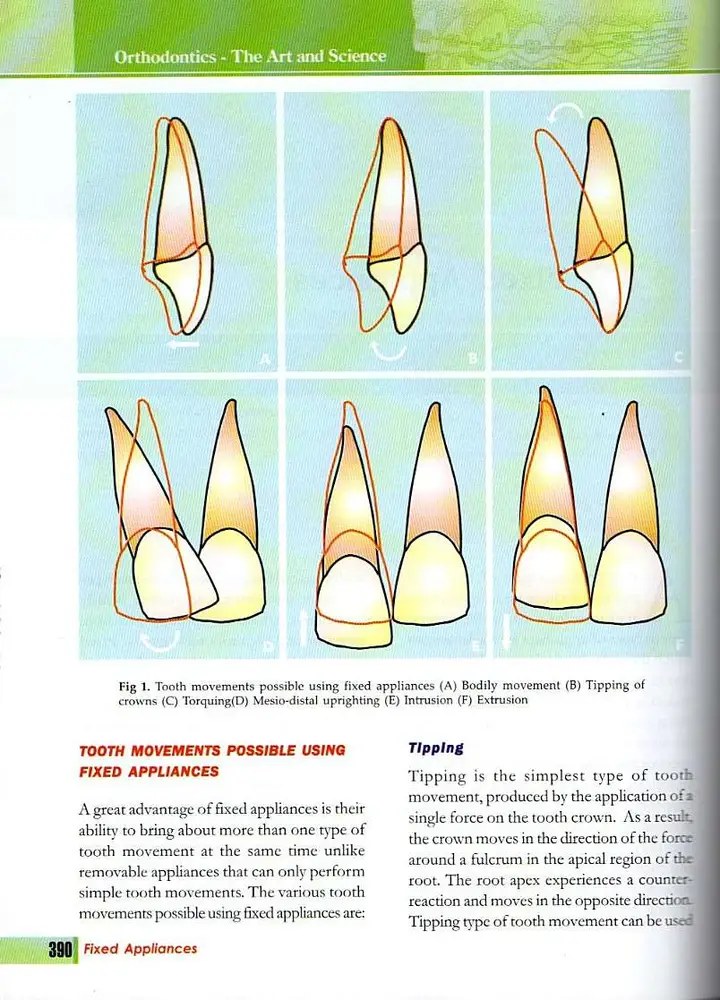 Orthodontics - The Art and Science
A
B
C
D
E
F
Fig 1. Tooth movements possible using fixed appliances (A) Bodily movement (B) Tipping of
crowns (C) Torquing(D) Mesio-distal uprighting (E) Intrusion (F) Extrusion
TOOTH MOVEMENTS POSSIBLE USING
FIXED APPLIANCES
A great advantage of fixed appliances is their
ability to bring about more than one type of
tooth movement at the same time unlike
removable appliances that can only perform
simple tooth movements. The various tooth
movements possible using fixed appliances are:
Tipping
Tipping is the simplest type of tooth
movement, produced by the application of a
single force on the tooth crown. As a result,
the crown moves in the direction of the force
around a fulcrum in the apical region of the
root. The root apex experiences a counter-
reaction and moves in the opposite direction.
Tipping type of tooth movement can be used
390 Fixed Appliances